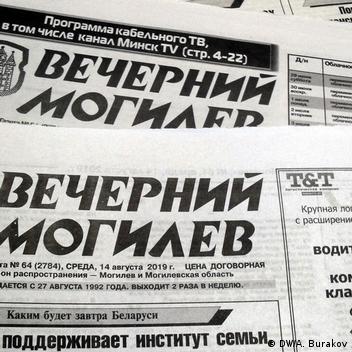 Программа кабельного ТВ,
в том числе канал Минск TV (стр. 4–22)
ВЕЧЕРНИЙ
МОГИЛЕВ
Д/Н
Облачно
ВЕЧЕРНИЙ
МОГИЛЕВ
№ 64 (2784), СРЕДА, 14 августа 2019 г. ЦЕНА ДОГОВОРНАЯ
распространения — Могилев и Могилевская область
С 27 АВГУСТА 1992 ГОДА. ВЫХОДИТ 2 РАЗА В НЕДЕЛЮ.
Каким будет завтра Беларуси
поддерживает институт семьи
T&T
Крупная
с расширени
водит
ком
кла
© DW/A. Burakov